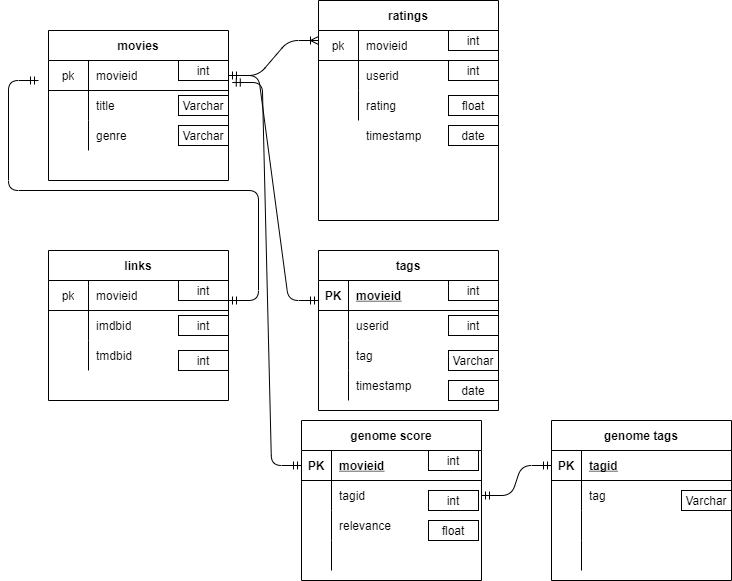 movies
pk movieid int
title Varchar
genre Varchar
ratings
pk movieid int
userid int
rating float
timestamp date
links
pk movieid int
imdbid int
tmdbid int
tags
PK movieid int
userid int
tag Varchar
timestamp date
genome score
PK movieid int
tagid int
relevance float
genome tags
PK tagid
tag Varchar